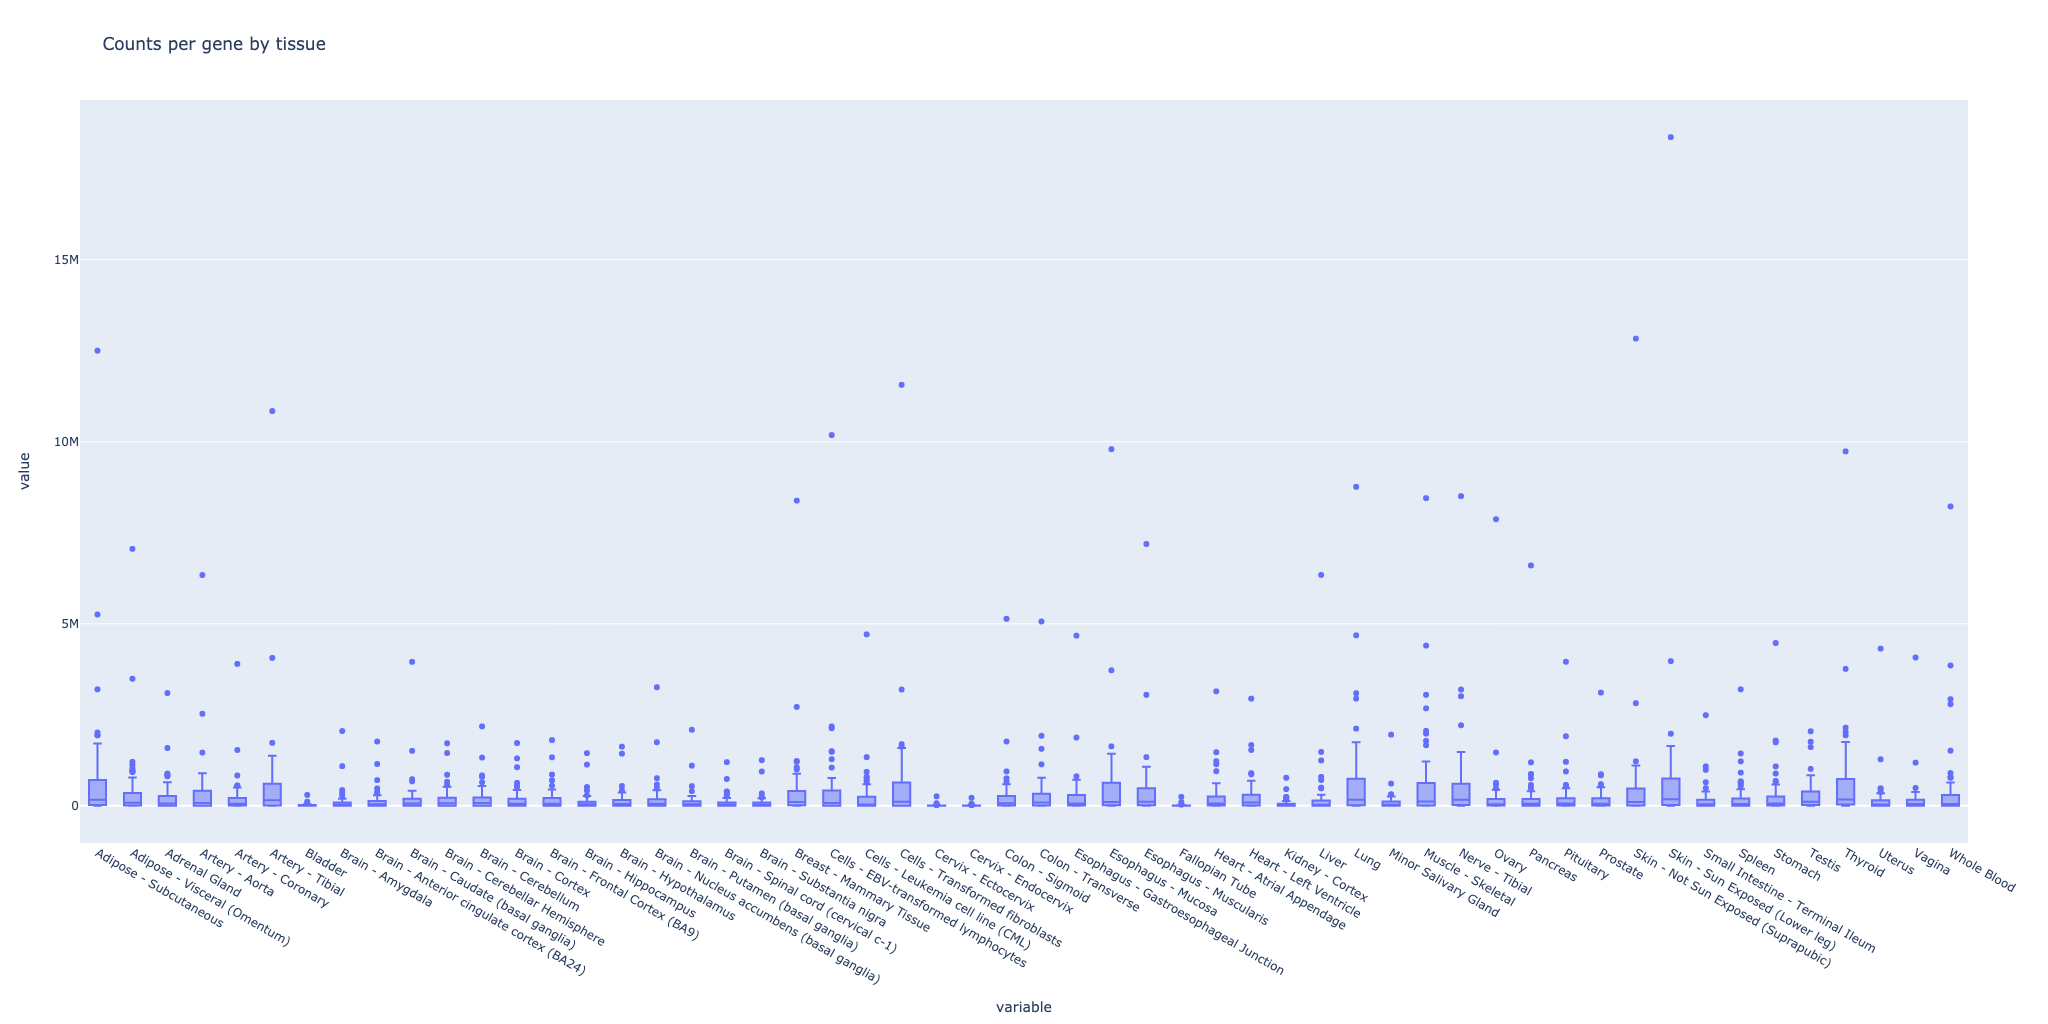 Counts per gene by tissue
15M
10M
5M
0
value
Adipose - Subcutaneous
Adipose - Visceral (Omentum)
Adrenal Gland
Artery - Aorta
Artery - Coronary
Artery - Tibial
Bladder
Brain - Amygdala
Brain - Anterior cingulate cortex (BA24)
Brain - Caudate (basal ganglia)
Brain - Cerebellar Hemisphere
Brain - Cerebellum
Brain - Cortex
Brain - Frontal Cortex (BA9)
Brain - Hippocampus
Brain - Hypothalamus
Brain - Nucleus accumbens (basal ganglia)
Brain - Putamen (basal ganglia)
Brain - Spinal cord (cervical c-1)
Brain - Substantia nigra
Breast - Mammary Tissue
Cells - EBV-transformed lymphocytes
Cells - Leukemia cell line (CML)
Cells - Transformed fibroblasts
Cervix - Ectocervix
Cervix - Endocervix
Colon - Sigmoid
Colon - Transverse
Esophagus - Gastroesophageal Junction
Esophagus - Mucosa
Esophagus - Muscularis
Fallopian Tube
Heart - Atrial Appendage
Heart - Left Ventricle
Kidney - Cortex
Liver
Lung
Minor Salivary Gland
Muscle - Skeletal
Nerve - Tibial
Ovary
Pancreas
Pituitary
Prostate
Skin - Not Sun Exposed (Suprapubic)
Skin - Sun Exposed (Lower leg)
Small Intestine - Terminal Ileum
Spleen
Stomach
Testis
Thyroid
Uterus
Vagina
Whole Blood
variable